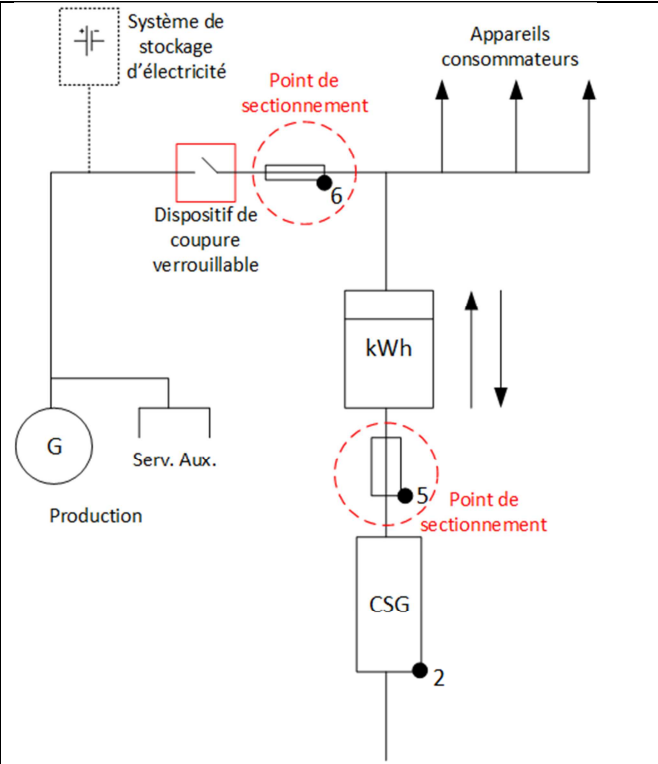 Système de
stockage
d'électricité
Appareils
consommateurs
Point de
sectionnement
6
Dispositif de
coupure
verrouillable
kWh
G
Serv. Aux.
Production
5
Point de
sectionnement
CSG
2